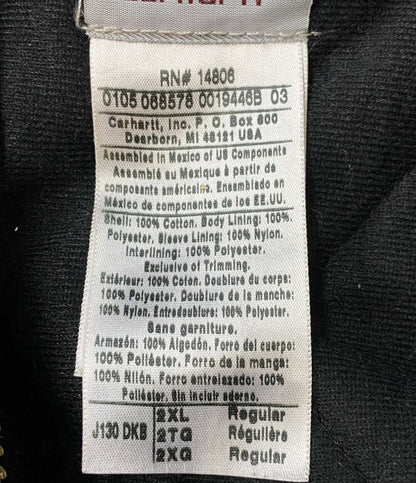 RN# 14806
0105 068578 0019446B 03
Carhartt, Inc. P. O. Box 600
Dearborn, MI 48121 USA
Assembled in Mexico of US Components
Assemblé au Mexique à partir de
composants américains. Ensamblado en
México de componentes de los EE.UU.
Shell: 100% Cotton. Body Lining: 100%
Polyester. Sleeve Lining: 100% Nylon.
Interlining: 100% Polyester.
Exclusive of Trimming.
Extérieur: 100% Coton. Doublure du corps:
100% Polyester. Doublure de la manche:
100% Nylon. Entredoublure: 100% Polyester.
Sans garniture.
Armazón: 100% Algodón. Forro del cuerpo:
100% Poliéster. Forro de la manga:
100% Nilón. Forro entrelazado: 100%
Poliéster. Sin incluir adorno.
J130 DKB
2XL Regular
2TG Régulière
2XG Regular